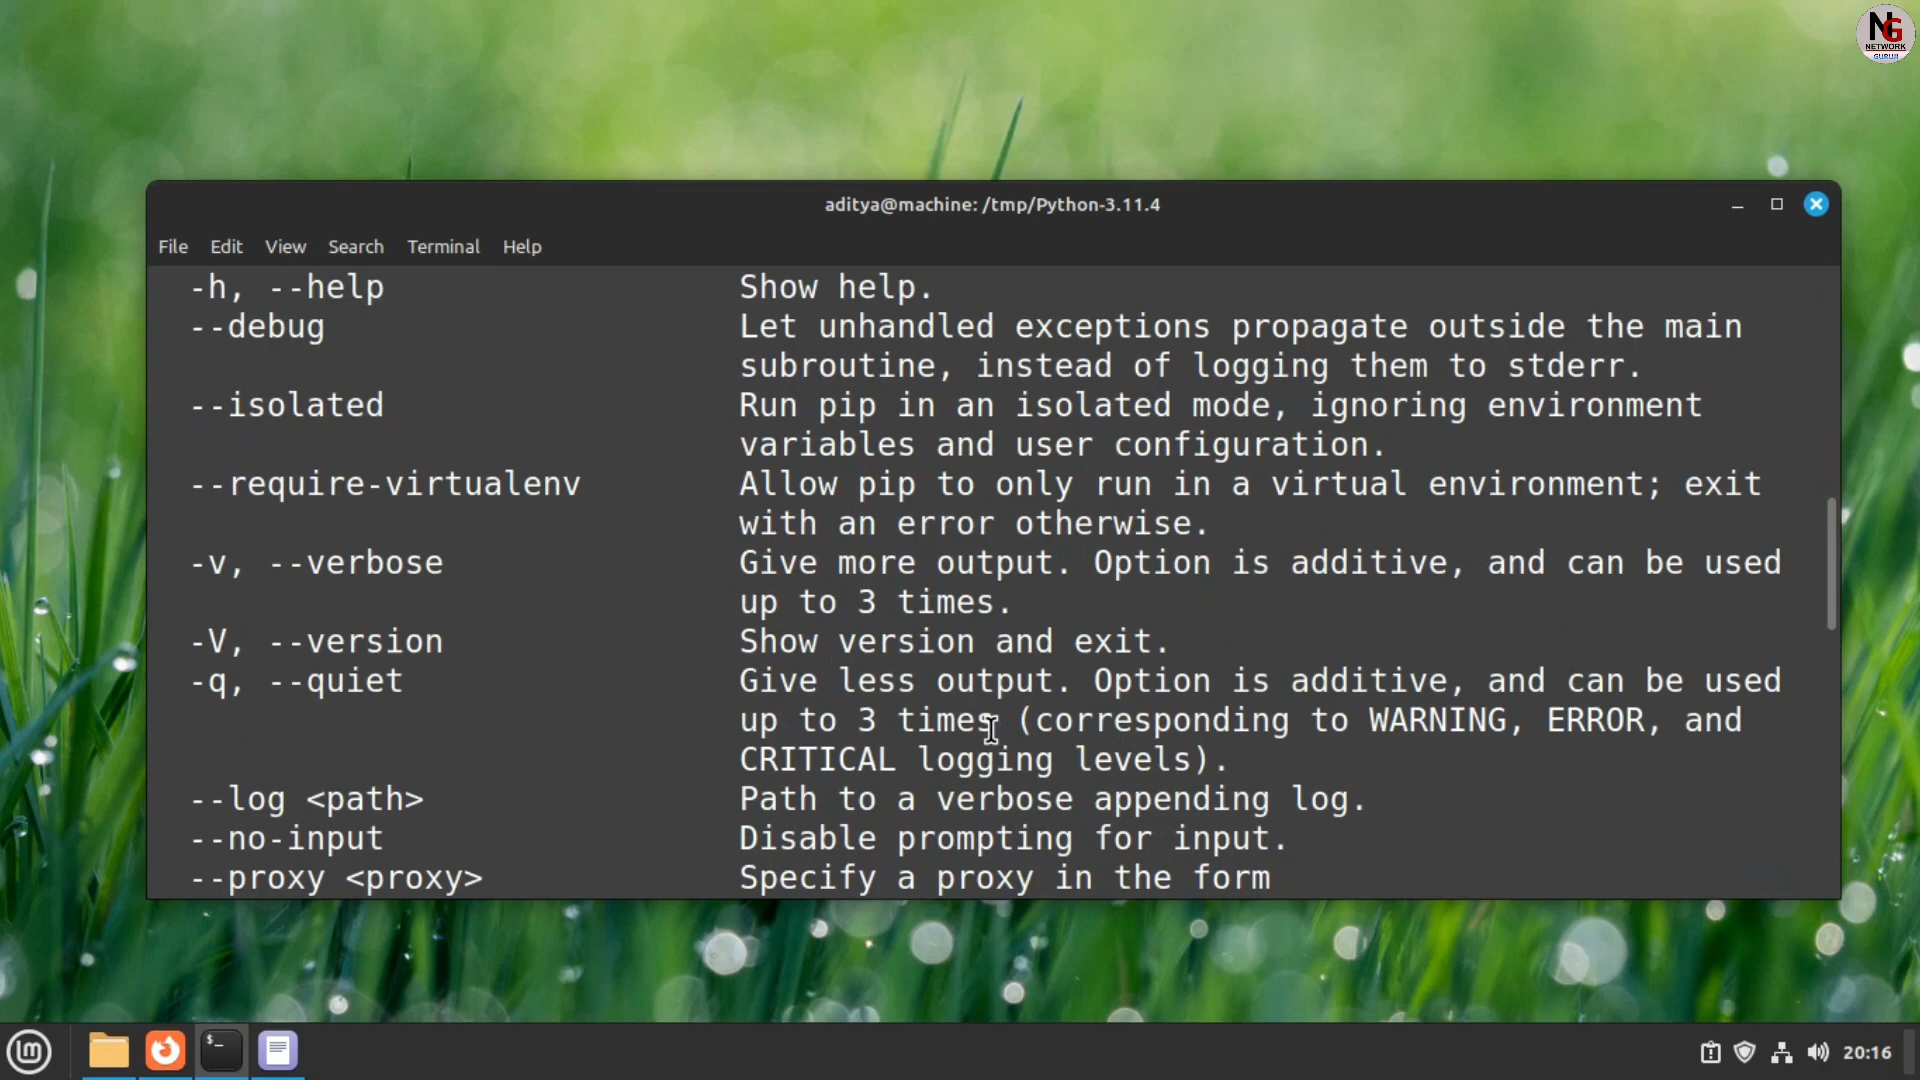 NG
NETWORK
GURUJI
aditya@machine: /tmp/Python-3.11.4
File Edit View Search Terminal Help
-h, --help Show help.
--debug Let unhandled exceptions propagate outside the main
subroutine, instead of logging them to stderr.
--isolated Run pip in an isolated mode, ignoring environment
variables and user configuration.
--require-virtualenv Allow pip to only run in a virtual environment; exit
with an error otherwise.
-v, --verbose Give more output. Option is additive, and can be used
up to 3 times.
-V, --version Show version and exit.
-q, --quiet Give less output. Option is additive, and can be used
up to 3 times (corresponding to WARNING, ERROR, and
CRITICAL logging levels).
--log <path> Path to a verbose appending log.
--no-input Disable prompting for input.
--proxy <proxy> Specify a proxy in the form
$_
20:16